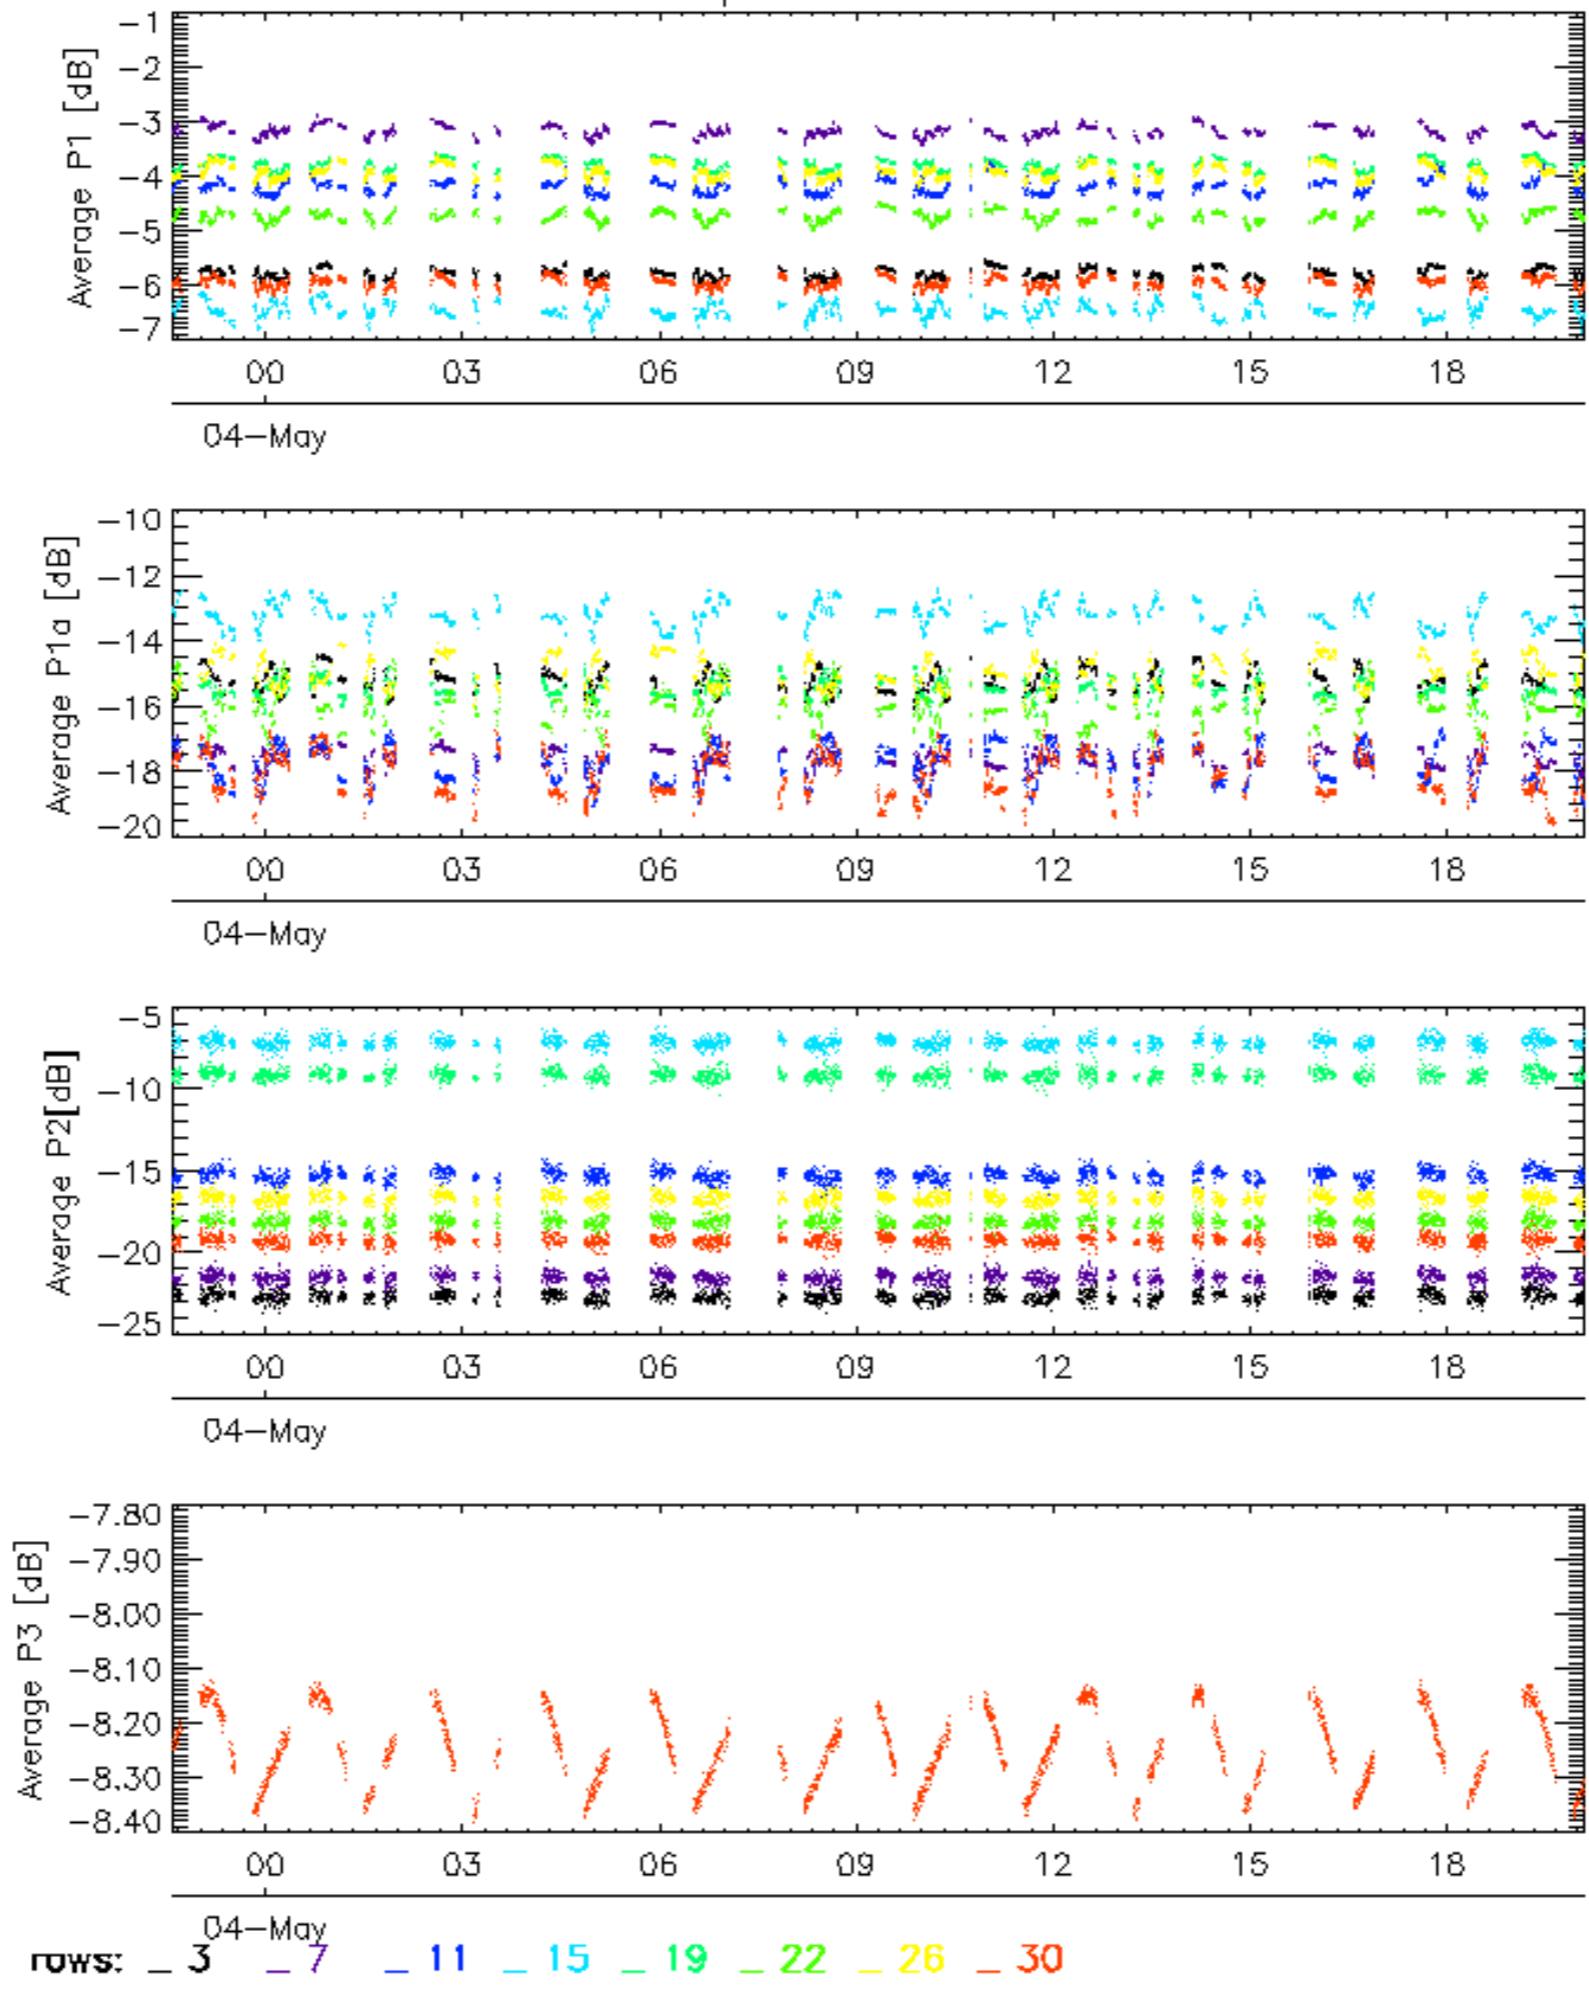 Average P1 [dB]
-1
-2
-3
-4
-5
-6
-7
00 03 06 09 12 15 18
04-May
Average P1a [dB]
-10
-12
-14
-16
-18
-20
00 03 06 09 12 15 18
04-May
Average P2[dB]
-5
-10
-15
-20
-25
00 03 06 09 12 15 18
04-May
Average P3 [dB]
-7.80
-7.90
-8.00
-8.10
-8.20
-8.30
-8.40
00 03 06 09 12 15 18
04-May
rows: _ 3 _ 7 _ 11 _ 15 _ 19 _ 22 _ 26 _ 30